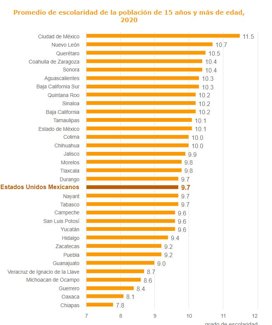 Promedio de escolaridad de la población de 15 años y más de edad,
2020
Ciudad de México 11.5
Nuevo León 10.7
Querétaro 10.5
Coahuila de Zaragoza 10.4
Sonora 10.4
Aguascalientes 10.3
Baja California Sur 10.3
Quintana Roo 10.2
Sinaloa 10.2
Baja California 10.2
Tamaulipas 10.1
Estado de México 10.1
Colima 10.0
Chihuahua 10.0
Jalisco 9.9
Morelos 9.8
Tlaxcala 9.8
Durango 9.7
Estados Unidos Mexicanos 9.7
Nayarit 9.7
Tabasco 9.7
Campeche 9.6
San Luis Potosí 9.6
Yucatán 9.6
Hidalgo 9.4
Zacatecas 9.2
Puebla 9.2
Guanajuato 9.0
Veracruz de Ignacio de la Llave 8.7
Michoacan de Ocampo 8.6
Guerrero 8.4
Oaxaca 8.1
Chiapas 7.8
7 8 9 10 11 12
grado de escolaridad